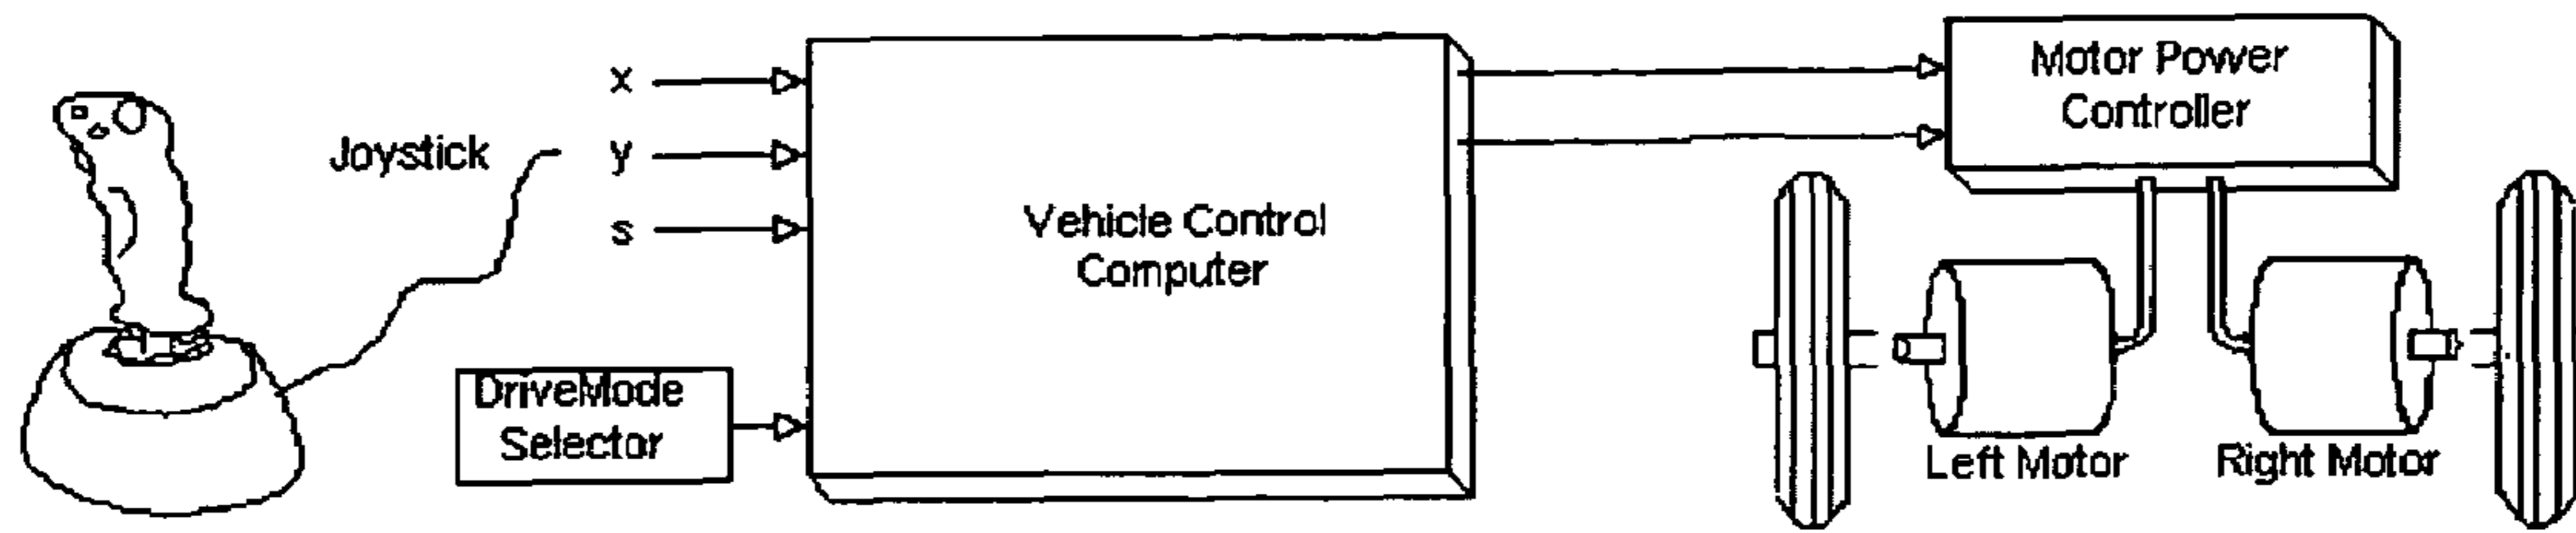 Joystick
x
y
s
DriveMode
Selector
Vehicle Control
Computer
Motor Power
Controller
Left Motor
Right Motor